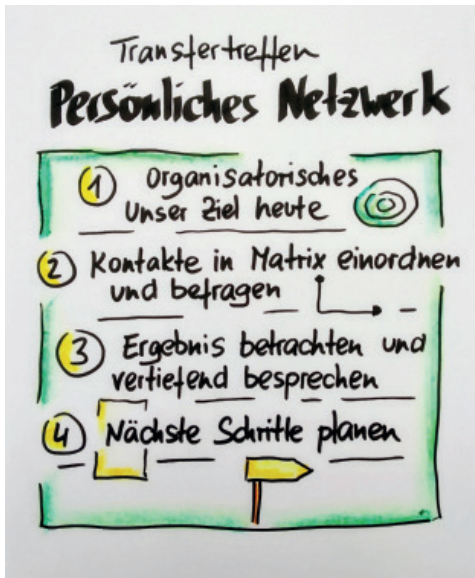 Transfertreffen
Persönliches Netzwerk
1 Organisatorisches
Unser Ziel heute
2 Kontakte in Matrix einordnen
und befragen
3 Ergebnis betrachten und
vertiefend besprechen
4 Nächste Schritte planen